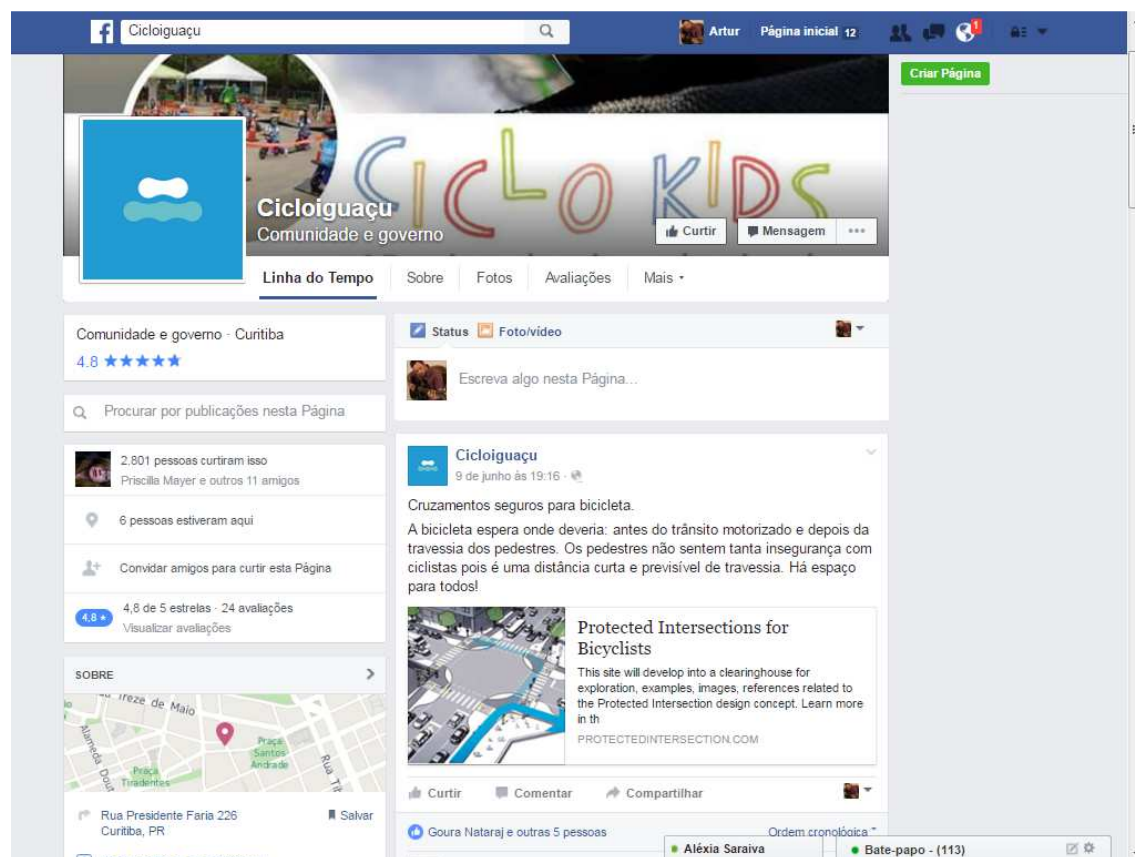 Cicloiguaçu
Artur
Página inicial 12
1
Criar Página
CICLO KIDS
Cicloiguaçu
Comunidade e governo
Curtir
Mensagem
Linha do Tempo
Sobre
Fotos
Avaliações
Mais
Comunidade e governo · Curitiba
4.8
Procurar por publicações nesta Página
2.801 pessoas curtiram isso
Priscilla Mayer e outros 11 amigos
6 pessoas estiveram aqui
Convidar amigos para curtir esta Página
4,8
4,8 de 5 estrelas · 24 avaliações
Visualizar avaliações
SOBRE
Treze de Maio
Alameda Dout
Praça
Tiradentes
Praça
Santos
Andrade
Rua
Rua Presidente Faria 226
Curitiba, PR
Salvar
Status
Foto/vídeo
Escreva algo nesta Página...
Cicloiguaçu
9 de junho às 19:16 ·
Cruzamentos seguros para bicicleta.
A bicicleta espera onde deveria: antes do trânsito motorizado e depois da
travessia dos pedestres. Os pedestres não sentem tanta insegurança com
ciclistas pois é uma distância curta e previsível de travessia. Há espaço
para todos!
Protected Intersections for
Bicyclists
This site will develop into a clearinghouse for
exploration, examples, images, references related to
the Protected Intersection design concept. Learn more
in th
PROTECTEDINTERSECTION.COM
Curtir
Comentar
Compartilhar
Goura Nataraj e outras 5 pessoas
Ordem cronológica
Aléxia Saraiva
Bate-papo - (113)